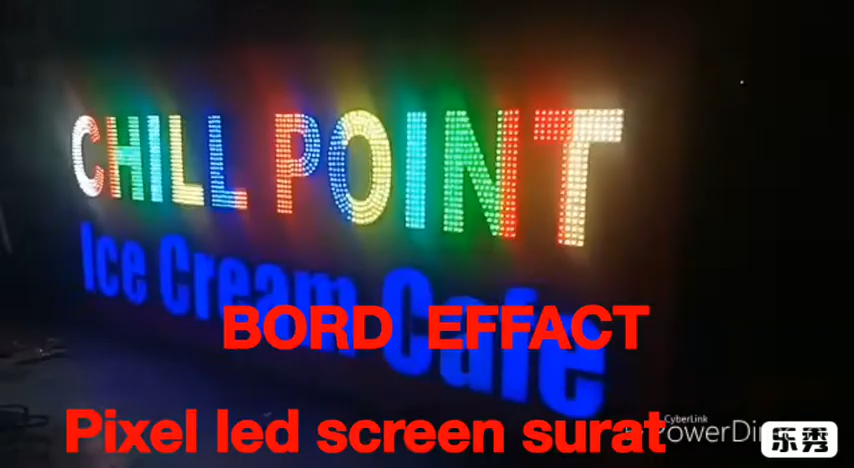 CHILL POINT
Ice Cream Cafe
BORD EFFACT
Pixel led screen surat
CyberLink
PowerDi
乐秀